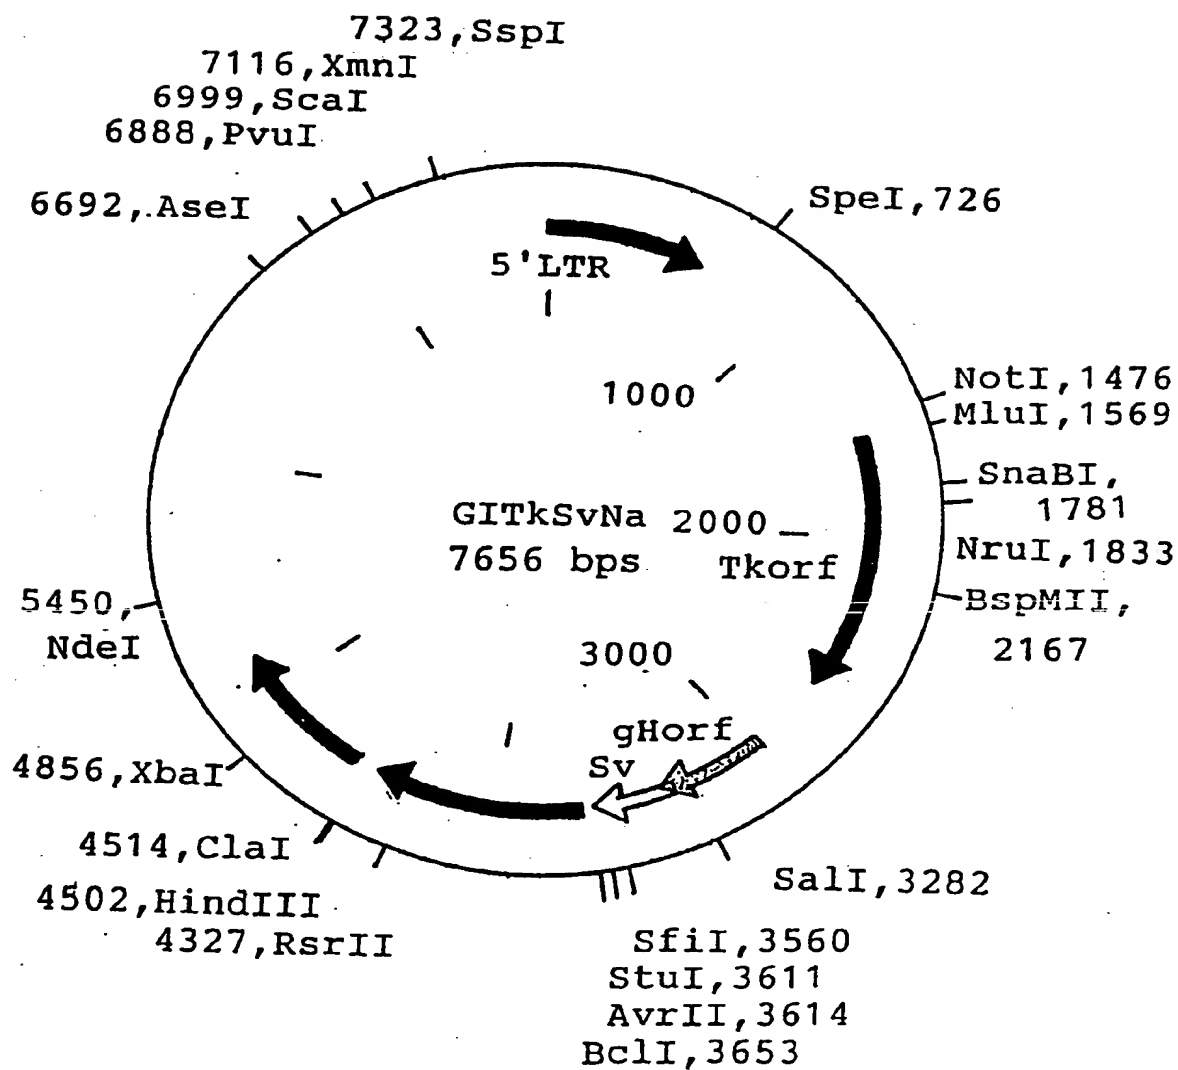 7323,SspI
7116,XmnI
6999,ScaI
6888,PvuI
6692,AseI
SpeI,726
5'LTR
1000
NotI,1476
MluI,1569
SnaBI,
1781
GITkSvNa
7656 bps
2000
Tkorf
NruI,1833
BspMII,
2167
5450,
NdeI
3000
gHorf
Sv
4856,XbaI
4514,ClaI
4502,HindIII
4327,RsrII
SalI,3282
SfiI,3560
StuI,3611
AvrII,3614
BclI,3653